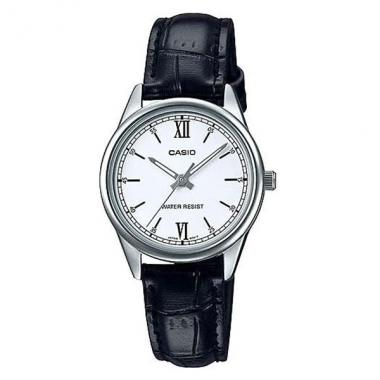 XII
CASIO
WATER RESIST
VI